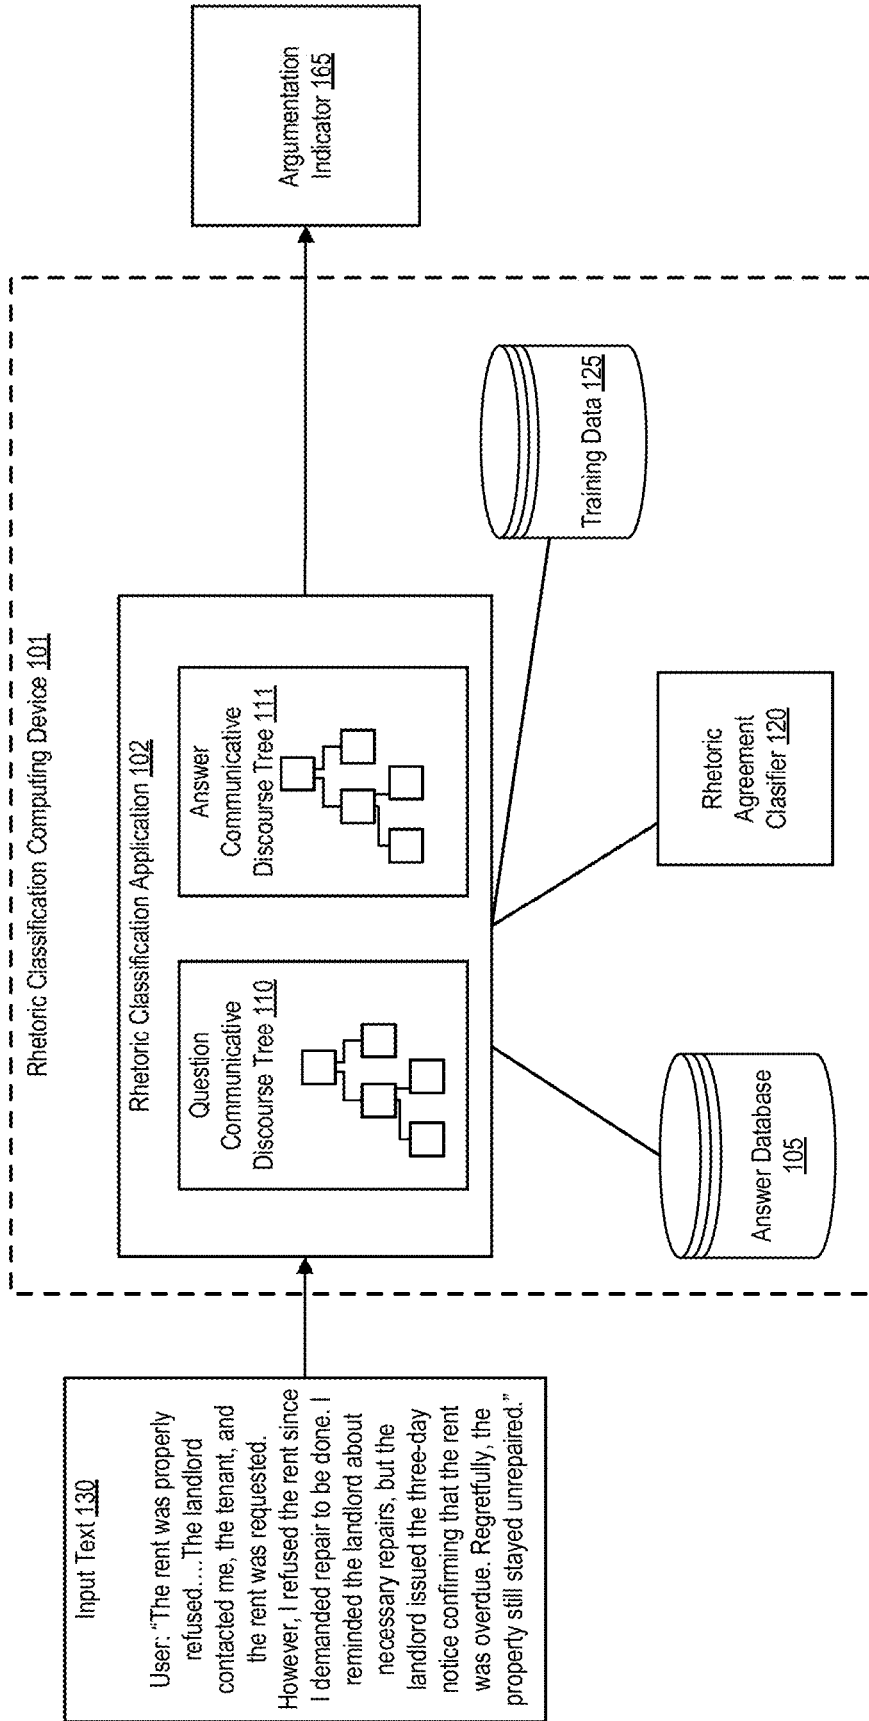 Input Text 130
User: “The rent was properly
refused....The landlord
contacted me, the tenant, and
the rent was requested.
However, I refused the rent since
I demanded repair to be done. I
reminded the landlord about
necessary repairs, but the
landlord issued the three-day
notice confirming that the rent
was overdue. Regretfully, the
property still stayed unrepaired.”
Rhetoric Classification Computing Device 101
Rhetoric Classification Application 102
Question
Communicative
Discourse Tree 110
Answer
Communicative
Discourse Tree 111
Answer Database
105
Rhetoric
Agreement
Clasifier 120
Training Data 125
Argumentation
Indicator 165